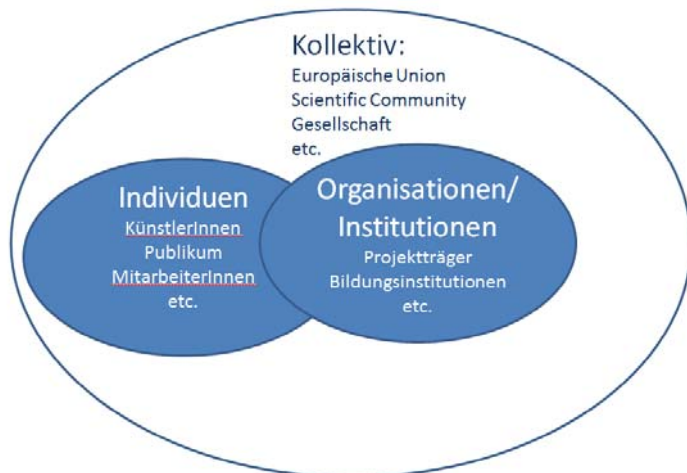 Kollektiv:
Europäische Union
Scientific Community
Gesellschaft
etc.
Individuen
KünstlerInnen
Publikum
MitarbeiterInnen
etc.
Organisationen/
Institutionen
Projektträger
Bildungsinstitutionen
etc.